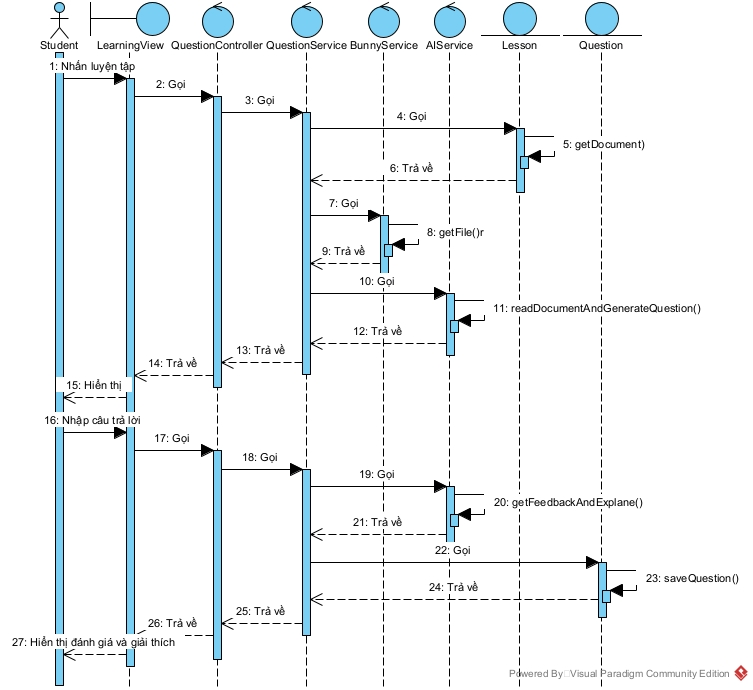 Student LearningView QuestionController QuestionService BunnyService AIService Lesson Question
1: Nhấn luyện tập
2: Gọi
3: Gọi
4: Gọi
5: getDocument)
6: Trả về
7: Gọi
8: getFile()r
9: Trả về
10: Gọi
11: readDocumentAndGenerateQuestion()
12: Trả về
13: Trả về
14: Trả về
15: Hiển thị
16: Nhập câu trả lời
17: Gọi
18: Gọi
19: Gọi
20: getFeedbackAndExplane()
21: Trả về
22: Gọi
23: saveQuestion()
24: Trả về
25: Trả về
26: Trả về
27: Hiển thị đánh giá và giải thích
Powered By Visual Paradigm Community Edition